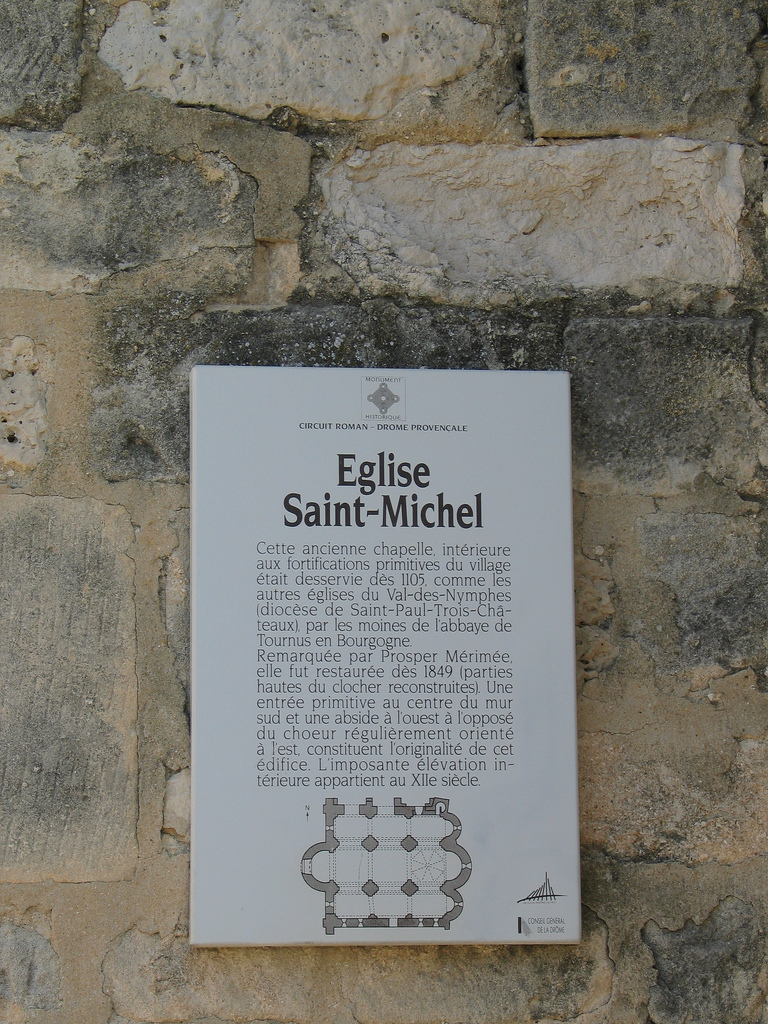 MONUMENT
HISTORIQUE
CIRCUIT ROMAN - DROME PROVENCALE
Eglise
Saint-Michel
Cette ancienne chapelle, intérieure
aux fortifications primitives du village
était desservie dès 1105, comme les
autres églises du Val-des-Nymphes
(diocèse de Saint-Paul-Trois-Châ-
teaux), par les moines de l'abbaye de
Tournus en Bourgogne.
Remarquée par Prosper Mérimée,
elle fut restaurée dès 1849 (parties
hautes du clocher reconstruites). Une
entrée primitive au centre du mur
sud et une abside à l'ouest à l'opposé
du choeur régulièrement orienté
à l'est, constituent l'originalité de cet
édifice. L'imposante élévation in-
térieure appartient au XIIe siècle.
N
CONSEIL GENERAL
DE LA DRÔME